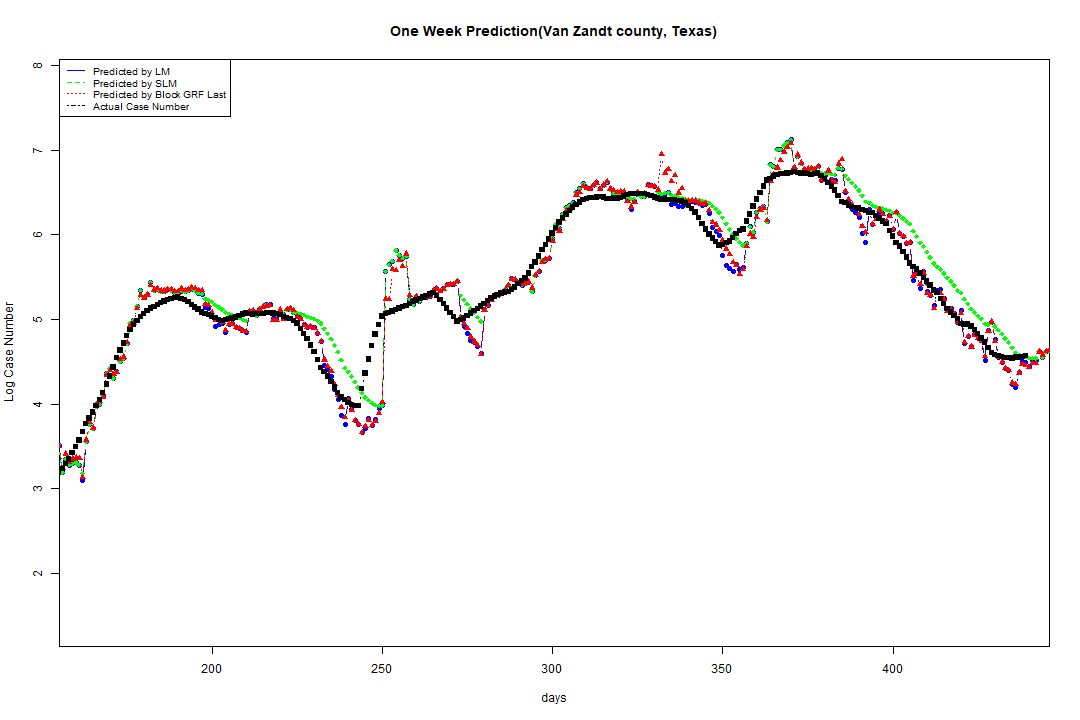 One Week Prediction(Van Zandt county, Texas)
Predicted by LM
Predicted by SLM
Predicted by Block GRF Last
Actual Case Number
8
7
6
5
4
3
2
Log Case Number
200 250 300 350 400
days